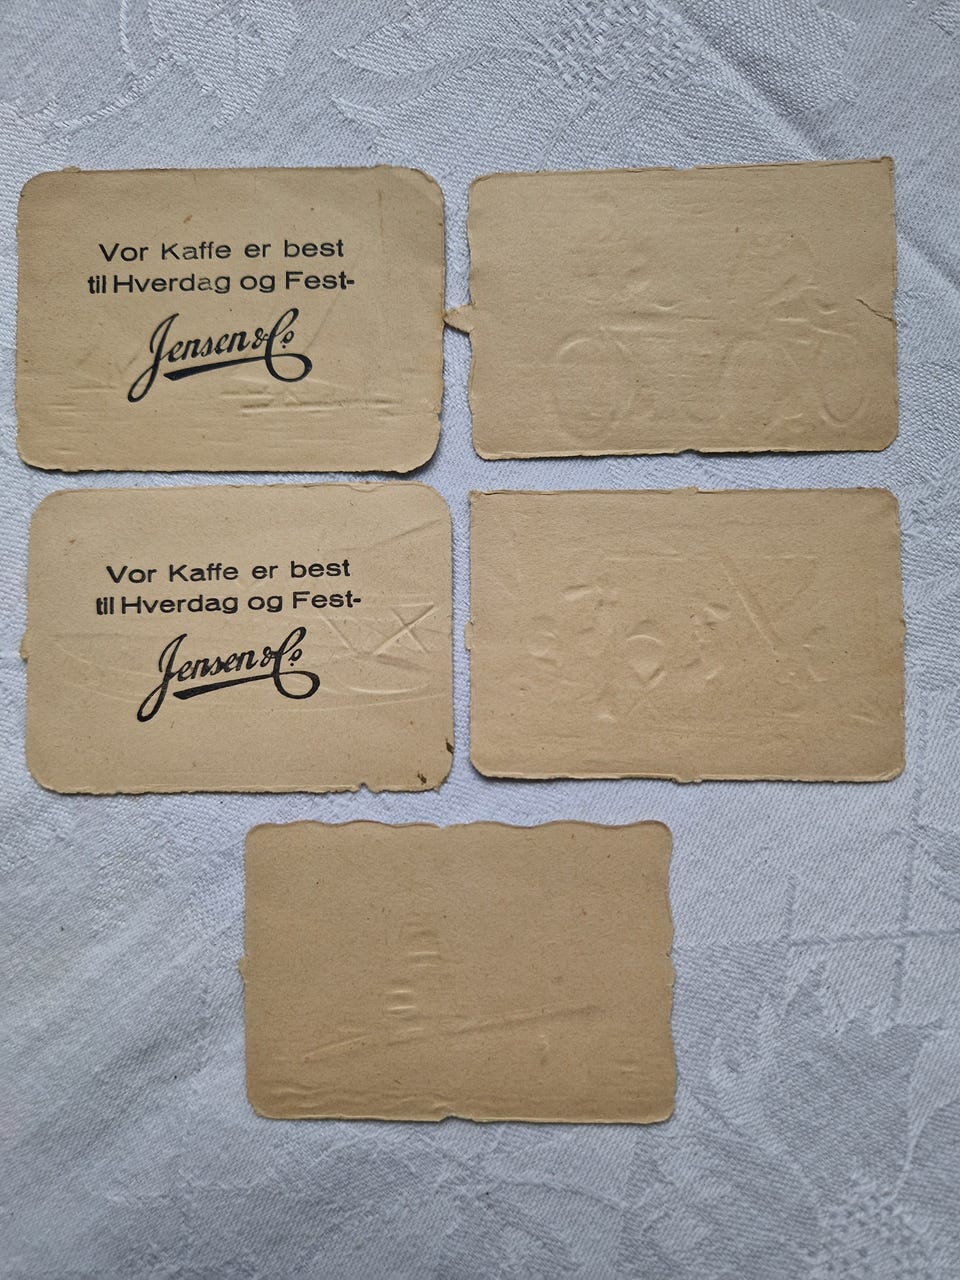 Vor Kaffe er best
til Hverdag og Fest-
Jensen & Co
Vor Kaffe er best
til Hverdag og Fest-
Jensen & Co